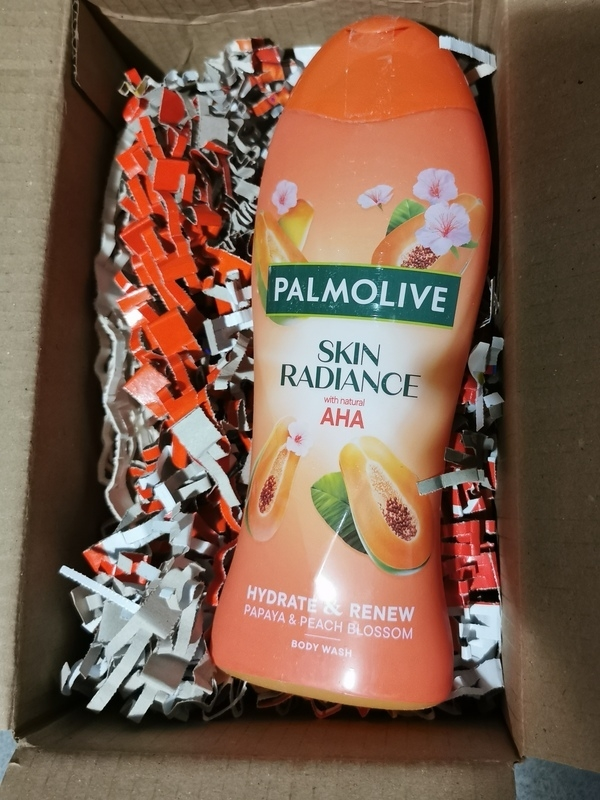 PALMOLIVE
SKIN
RADIANCE
with natural
AHA
HYDRATE & RENEW
PAPAYA & PEACH BLOSSOM
BODY WASH